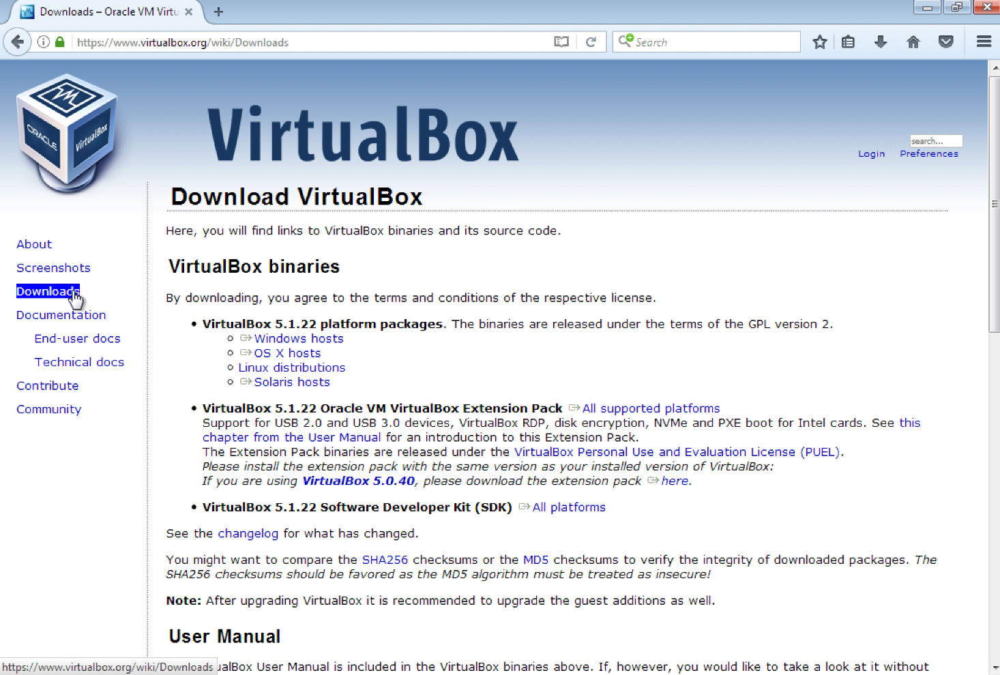 Downloads – Oracle VM Virtu
https://www.virtualbox.org/wiki/Downloads
Search
ORACLE
VirtualBox
VirtualBox
search...
Login Preferences
About
Screenshots
Downloads
Documentation
End-user docs
Technical docs
Contribute
Community
Download VirtualBox
Here, you will find links to VirtualBox binaries and its source code.
VirtualBox binaries
By downloading, you agree to the terms and conditions of the respective license.
• VirtualBox 5.1.22 platform packages. The binaries are released under the terms of the GPL version 2.
Windows hosts
OS X hosts
Linux distributions
Solaris hosts
• VirtualBox 5.1.22 Oracle VM VirtualBox Extension Pack All supported platforms
Support for USB 2.0 and USB 3.0 devices, VirtualBox RDP, disk encryption, NVMe and PXE boot for Intel cards. See this
chapter from the User Manual for an introduction to this Extension Pack.
The Extension Pack binaries are released under the VirtualBox Personal Use and Evaluation License (PUEL).
Please install the extension pack with the same version as your installed version of VirtualBox:
If you are using VirtualBox 5.0.40, please download the extension pack here.
• VirtualBox 5.1.22 Software Developer Kit (SDK) All platforms
See the changelog for what has changed.
You might want to compare the SHA256 checksums or the MD5 checksums to verify the integrity of downloaded packages. The
SHA256 checksums should be favored as the MD5 algorithm must be treated as insecure!
Note: After upgrading VirtualBox it is recommended to upgrade the guest additions as well.
User Manual
ualBox User Manual is included in the VirtualBox binaries above. If, however, you would like to take a look at it without
https://www.virtualbox.org/wiki/Downloads